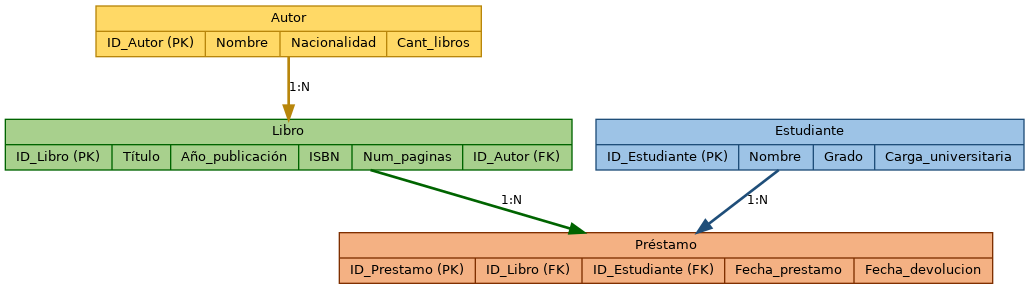 Autor
ID_Autor (PK) Nombre Nacionalidad Cant_libros
1:N
Libro
ID_Libro (PK) Título Año_publicación ISBN Num_paginas ID_Autor (FK)
Estudiante
ID_Estudiante (PK) Nombre Grado Carga_universitaria
1:N
1:N
Préstamo
ID_Prestamo (PK) ID_Libro (FK) ID_Estudiante (FK) Fecha_prestamo Fecha_devolucion